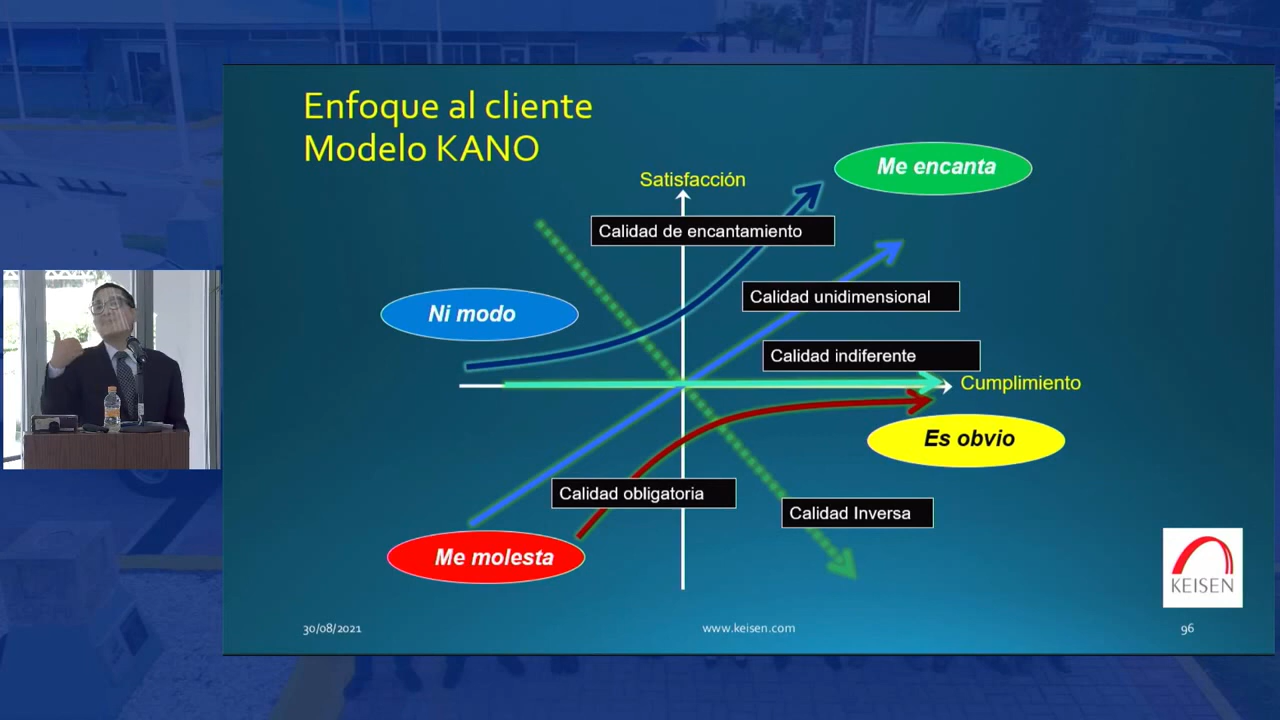 Enfoque al cliente
Modelo KANO
Me encanta
Satisfacción
Calidad de encantamiento
Calidad unidimensional
Ni modo
Calidad indiferente
Cumplimiento
Es obvio
Calidad obligatoria
Calidad Inversa
Me molesta
KEISEN
30/08/2021
www.keisen.com
96